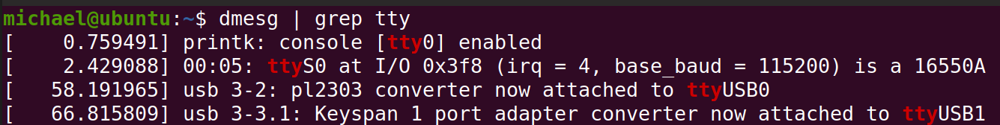 michael@ubuntu:~$ dmesg | grep tty
[    0.759491] printk: console [tty0] enabled
[    2.429088] 00:05: ttyS0 at I/O 0x3f8 (irq = 4, base_baud = 115200) is a 16550A
[   58.191965] usb 3-2: pl2303 converter now attached to ttyUSB0
[   66.815809] usb 3-3.1: Keyspan 1 port adapter converter now attached to ttyUSB1